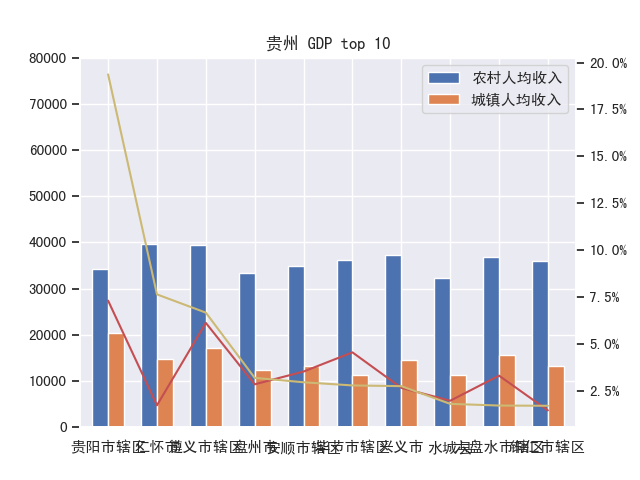 贵州 GDP top 10
80000
70000
60000
50000
40000
30000
20000
10000
0
20.0%
17.5%
15.0%
12.5%
10.0%
7.5%
5.0%
2.5%
农村人均收入
城镇人均收入
贵阳市辖区
仁怀市
遵义市辖区
盘州市
安顺市辖区
毕节市辖区
兴义市
水城县
六盘水市辖区
铜仁市辖区